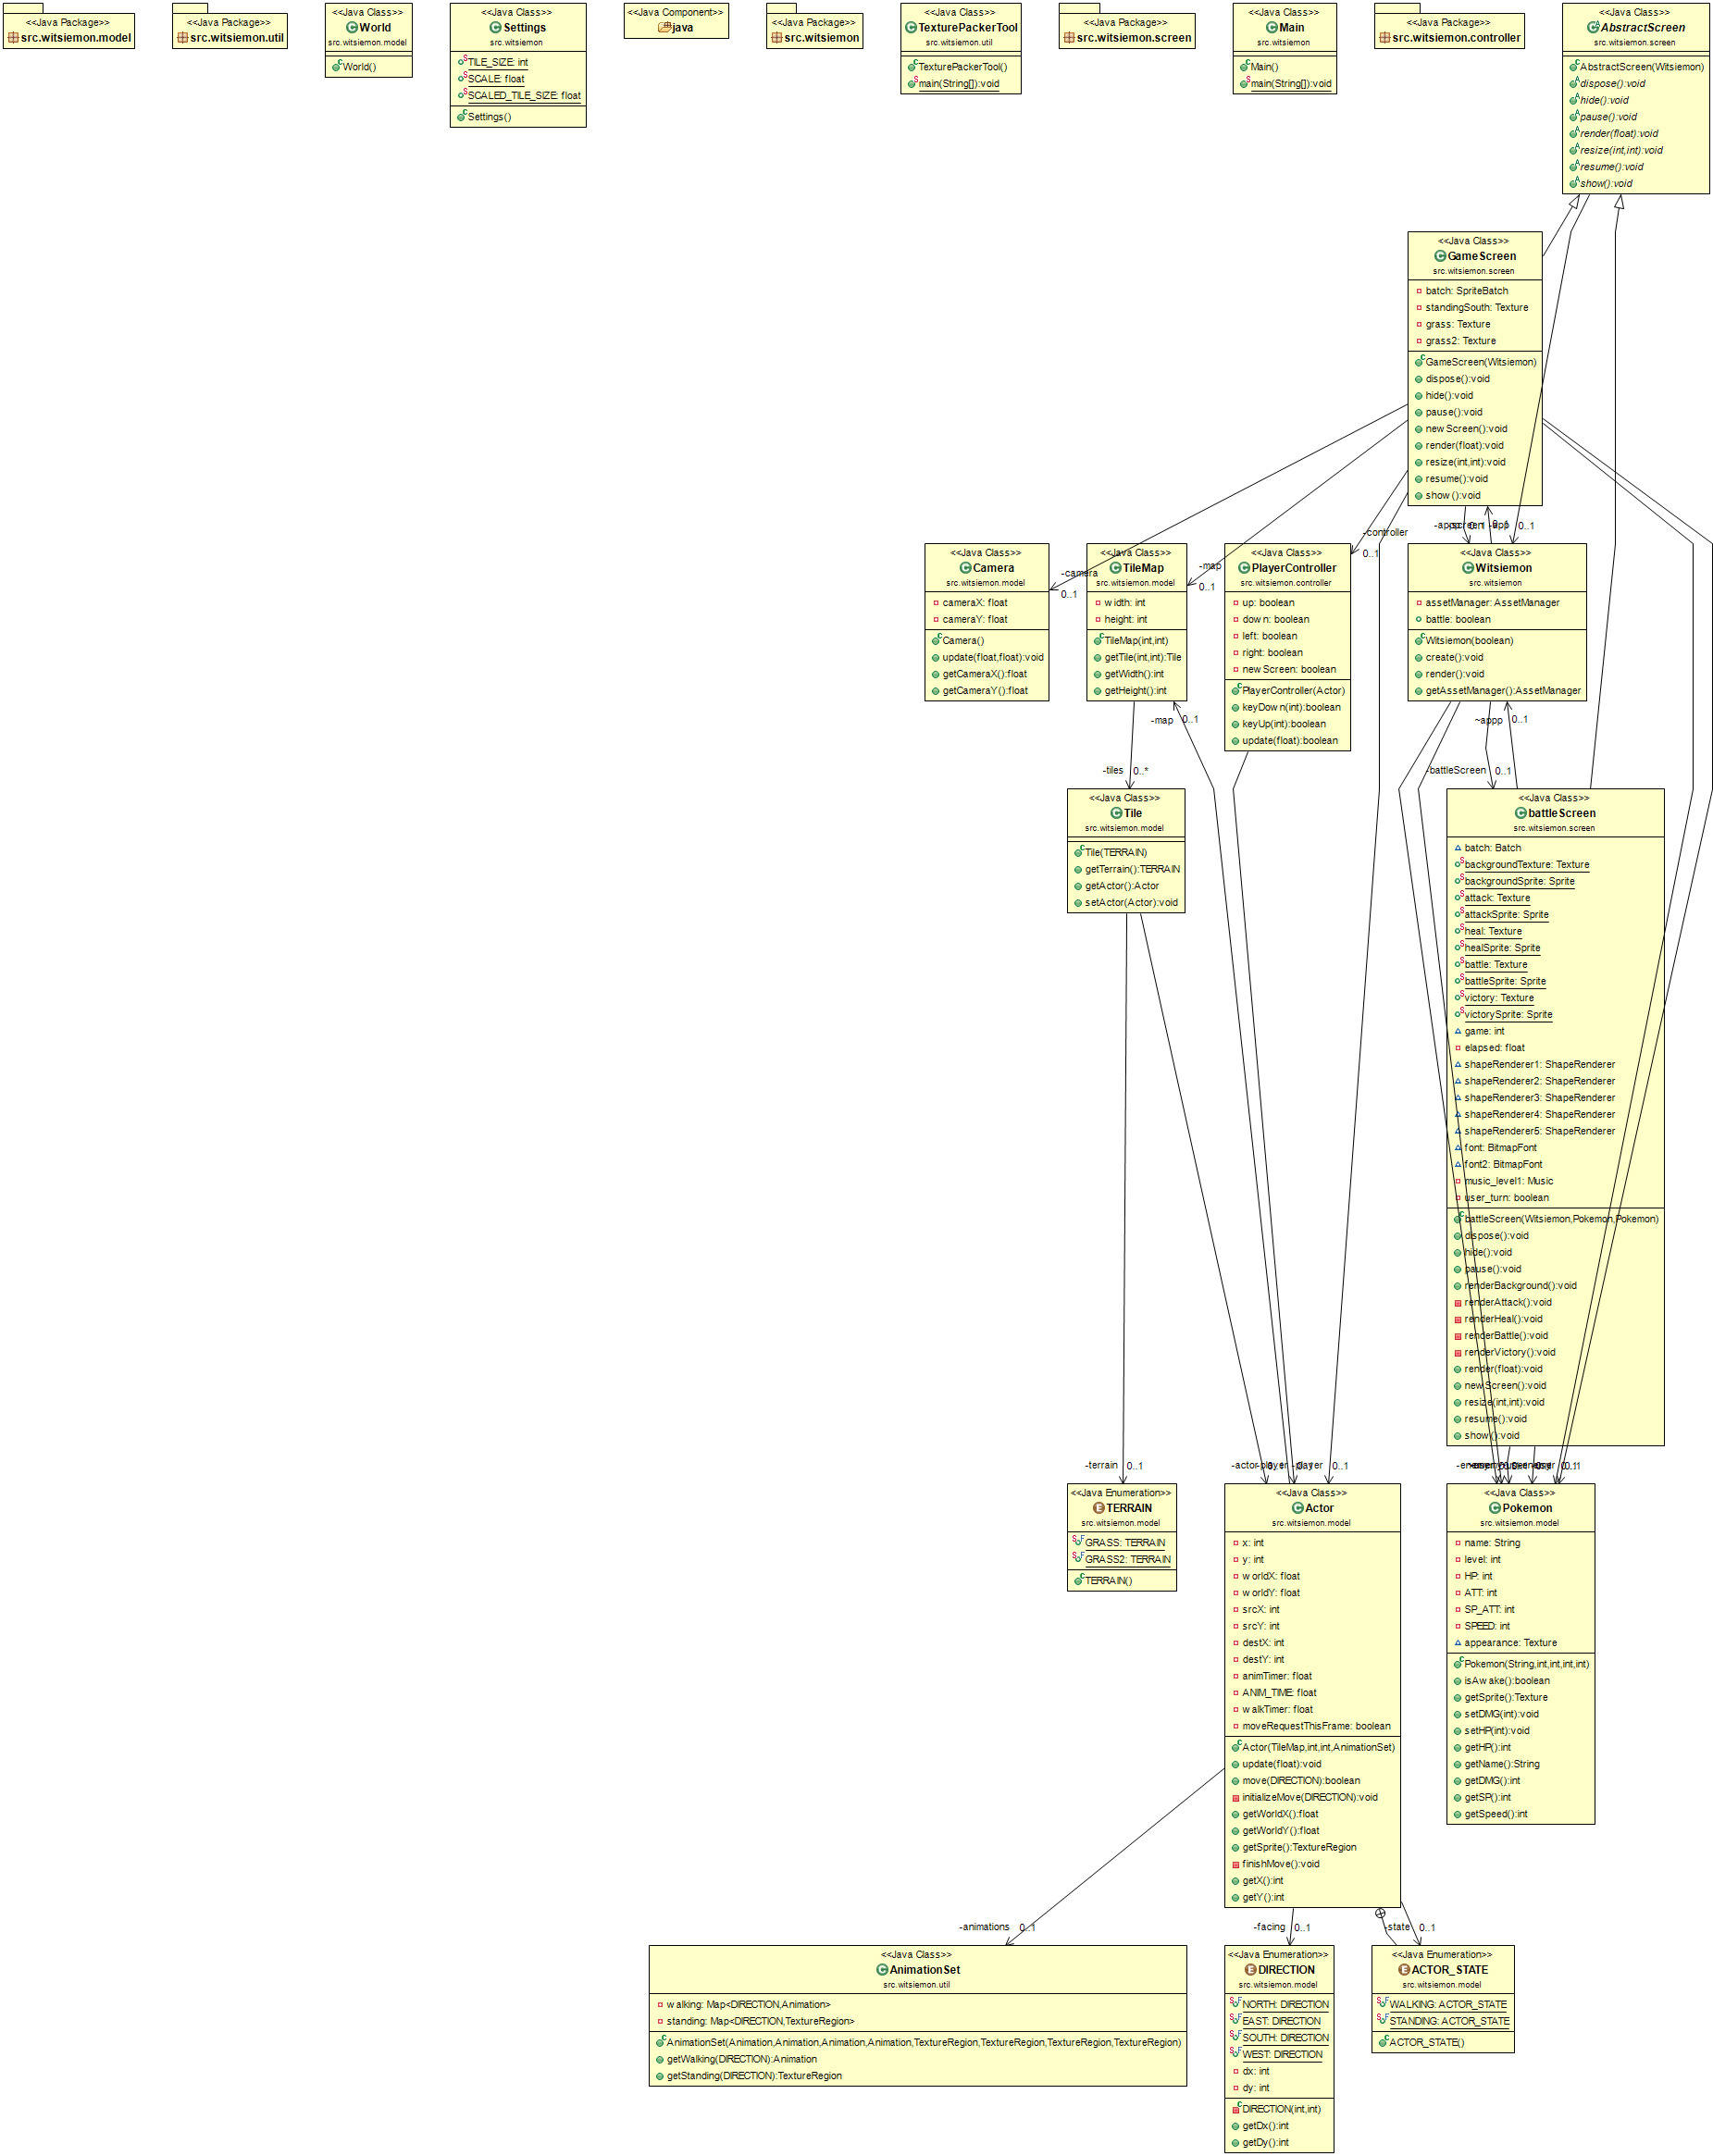 <<Java Package>>
src.witsiemon.model
<<Java Package>>
src.witsiemon.util
<<Java Class>>
World
src.witsiemon.model
World()
<<Java Class>>
Settings
src.witsiemon
TILE_SIZE: int
SCALE: float
SCALED_TILE_SIZE: float
Settings()
<<Java Component>>
java
<<Java Package>>
src.witsiemon
<<Java Class>>
TexturePackerTool
src.witsiemon.util
TexturePackerTool()
main(String[]):void
<<Java Package>>
src.witsiemon.screen
<<Java Class>>
Main
src.witsiemon
Main()
main(String[]):void
<<Java Package>>
src.witsiemon.controller
<<Java Class>>
AbstractScreen
src.witsiemon.screen
AbstractScreen(Witsiemon)
dispose():void
hide():void
pause():void
render(float):void
resize(int,int):void
resume():void
show():void
<<Java Class>>
GameScreen
src.witsiemon.screen
batch: SpriteBatch
standingSouth: Texture
grass: Texture
grass2: Texture
GameScreen(Witsiemon)
dispose():void
hide():void
pause():void
newScreen():void
render(float):void
resize(int,int):void
resume():void
show():void
-controller
0..1
0..1
-camera
0..1
-map
0..1
<<Java Class>>
Camera
src.witsiemon.model
cameraX: float
cameraY: float
Camera()
update(float,float):void
getCameraX():float
getCameraY():float
<<Java Class>>
TileMap
src.witsiemon.model
width: int
height: int
TileMap(int,int)
getTile(int,int):Tile
getWidth():int
getHeight():int
<<Java Class>>
PlayerController
src.witsiemon.controller
up: boolean
down: boolean
left: boolean
right: boolean
newScreen: boolean
PlayerController(Actor)
keyDown(int):boolean
keyUp(int):boolean
update(float):boolean
<<Java Class>>
Witsiemon
src.witsiemon
assetManager: AssetManager
battle: boolean
Witsiemon(boolean)
create():void
render():void
getAssetManager():AssetManager
-map
0..1
~appp
0..1
-tiles
0..*
-battleScreen
0..1
<<Java Class>>
Tile
src.witsiemon.model
Tile(TERRAIN)
getTerrain():TERRAIN
getActor():Actor
setActor(Actor):void
<<Java Class>>
battleScreen
src.witsiemon.screen
batch: Batch
backgroundTexture: Texture
backgroundSprite: Sprite
attack: Texture
attackSprite: Sprite
heal: Texture
healSprite: Sprite
battle: Texture
battleSprite: Sprite
victory: Texture
victorySprite: Sprite
game: int
elapsed: float
shapeRenderer1: ShapeRenderer
shapeRenderer2: ShapeRenderer
shapeRenderer3: ShapeRenderer
shapeRenderer4: ShapeRenderer
shapeRenderer5: ShapeRenderer
font: BitmapFont
font2: BitmapFont
music_level1: Music
user_turn: boolean
battleScreen(Witsiemon,Pokemon,Pokemon)
dispose():void
hide():void
pause():void
renderBackground():void
renderAttack():void
renderHeal():void
renderBattle():void
renderVictory():void
render(float):void
newScreen():void
resize(int,int):void
resume():void
show():void
-terrain
0..1
-actor
0..1
<<Java Enumeration>>
TERRAIN
src.witsiemon.model
GRASS: TERRAIN
GRASS2: TERRAIN
TERRAIN()
<<Java Class>>
Actor
src.witsiemon.model
x: int
y: int
worldX: float
worldY: float
srcX: int
srcY: int
destX: int
destY: int
animTimer: float
ANIM_TIME: float
walkTimer: float
moveRequestThisFrame: boolean
Actor(TileMap,int,int,AnimationSet)
update(float):void
move(DIRECTION):boolean
initializeMove(DIRECTION):void
getWorldX():float
getWorldY():float
getSprite():TextureRegion
finishMove():void
getX():int
getY():int
<<Java Class>>
Pokemon
src.witsiemon.model
name: String
level: int
HP: int
ATT: int
SP_ATT: int
SPEED: int
appearance: Texture
Pokemon(String,int,int,int,int)
isAwake():boolean
getSprite():Texture
setDMG(int):void
setHP(int):void
getHP():int
getName():String
getDMG():int
getSP():int
getSpeed():int
-animations
0..1
-facing
0..1
-state
0..1
<<Java Class>>
AnimationSet
src.witsiemon.util
walking: Map<DIRECTION,Animation>
standing: Map<DIRECTION,TextureRegion>
AnimationSet(Animation,Animation,Animation,Animation,TextureRegion,TextureRegion,TextureRegion,TextureRegion)
getWalking(DIRECTION):Animation
getStanding(DIRECTION):TextureRegion
<<Java Enumeration>>
DIRECTION
src.witsiemon.model
NORTH: DIRECTION
EAST: DIRECTION
SOUTH: DIRECTION
WEST: DIRECTION
dx: int
dy: int
DIRECTION(int,int)
getDx():int
getDy():int
<<Java Enumeration>>
ACTOR_STATE
src.witsiemon.model
WALKING: ACTOR_STATE
STANDING: ACTOR_STATE
ACTOR_STATE()